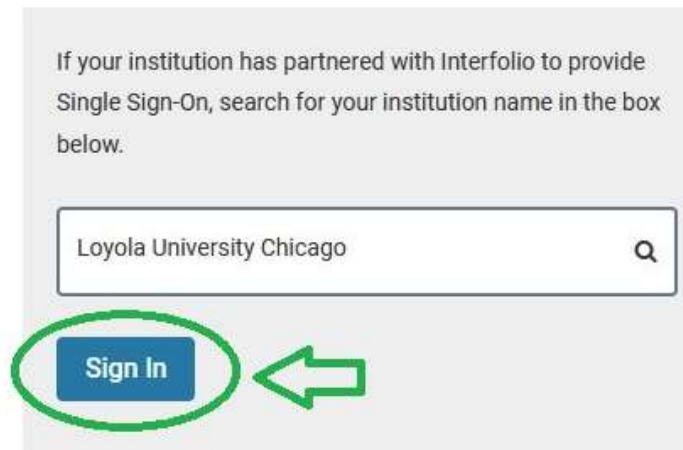 If your institution has partnered with Interfolio to provide
Single Sign-On, search for your institution name in the box
below.
Loyola University Chicago
Sign In